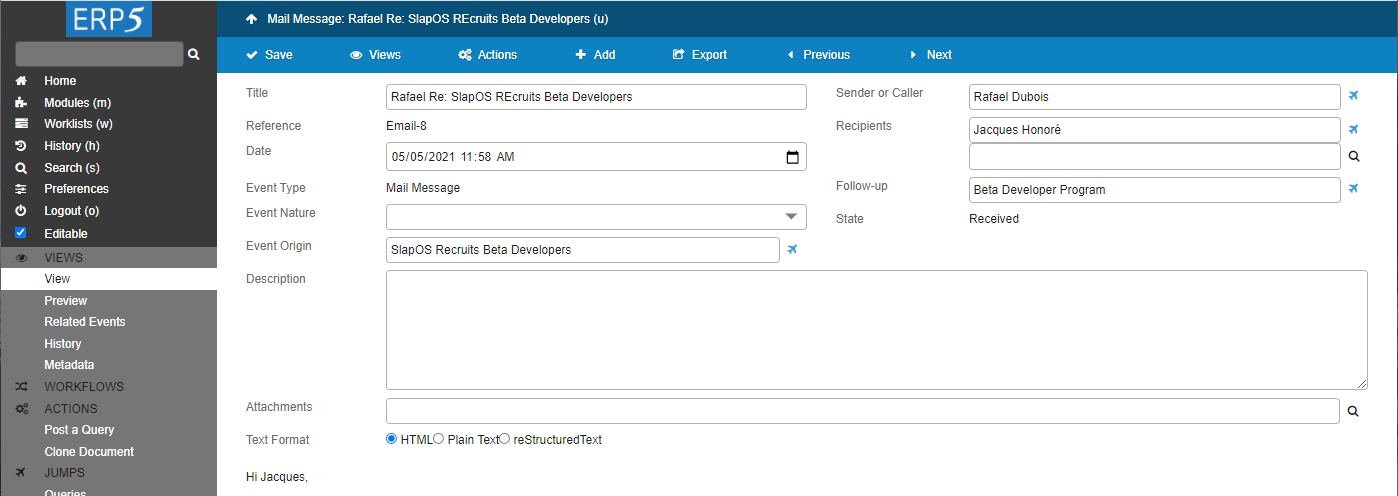 ERP5
Home
Modules (m)
Worklists (w)
History (h)
Search (s)
Preferences
Logout (o)
Editable
VIEWS
View
Preview
Related Events
History
Metadata
WORKFLOWS
ACTIONS
Post a Query
Clone Document
JUMPS
Queries
Mail Message: Rafael Re: SlapOS REcruits Beta Developers (u)
Save Views Actions Add Export Previous Next
Title Rafael Re: SlapOS REcruits Beta Developers
Reference Email-8
Date 05/05/2021 11:58 AM
Event Type Mail Message
Event Nature
Event Origin SlapOS Recruits Beta Developers
Sender or Caller Rafael Dubois
Recipients Jacques Honoré
Follow-up Beta Developer Program
State Received
Description
Attachments
Text Format HTML Plain Text reStructuredText
Hi Jacques,